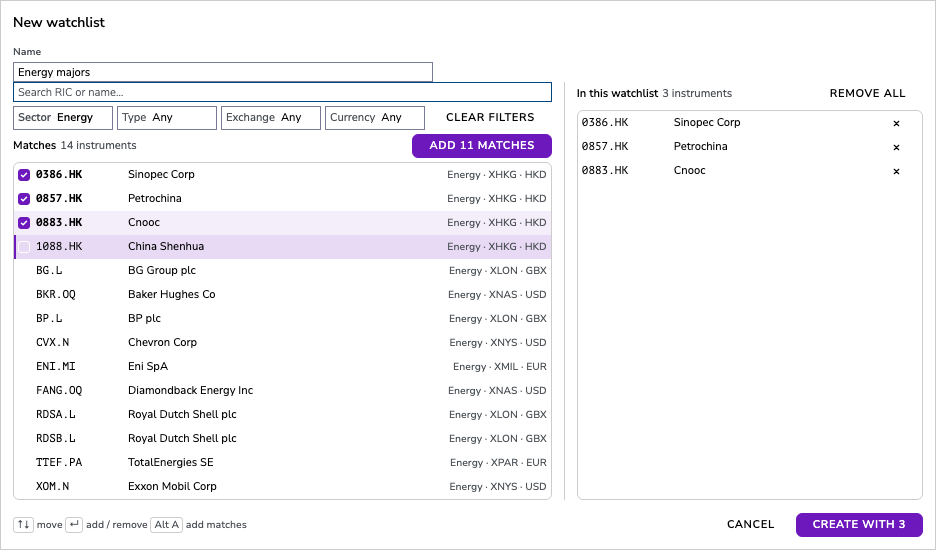 New watchlist
Name
Energy majors
Search RIC or name...
Sector Energy Type Any Exchange Any Currency Any CLEAR FILTERS
Matches 14 instruments ADD 11 MATCHES
0386.HK Sinopec Corp Energy · XHKG · HKD
0857.HK Petrochina Energy · XHKG · HKD
0883.HK Cnooc Energy · XHKG · HKD
1088.HK China Shenhua Energy · XHKG · HKD
BG.L BG Group plc Energy · XLON · GBX
BKR.OQ Baker Hughes Co Energy · XNAS · USD
BP.L BP plc Energy · XLON · GBX
CVX.N Chevron Corp Energy · XNYS · USD
ENI.MI Eni SpA Energy · XMIL · EUR
FANG.OQ Diamondback Energy Inc Energy · XNAS · USD
RDSA.L Royal Dutch Shell plc Energy · XLON · GBX
RDSB.L Royal Dutch Shell plc Energy · XLON · GBX
TTEF.PA TotalEnergies SE Energy · XPAR · EUR
XOM.N Exxon Mobil Corp Energy · XNYS · USD
↑↓ move ↵ add / remove Alt A add matches
In this watchlist 3 instruments REMOVE ALL
0386.HK Sinopec Corp ×
0857.HK Petrochina ×
0883.HK Cnooc ×
CANCEL CREATE WITH 3